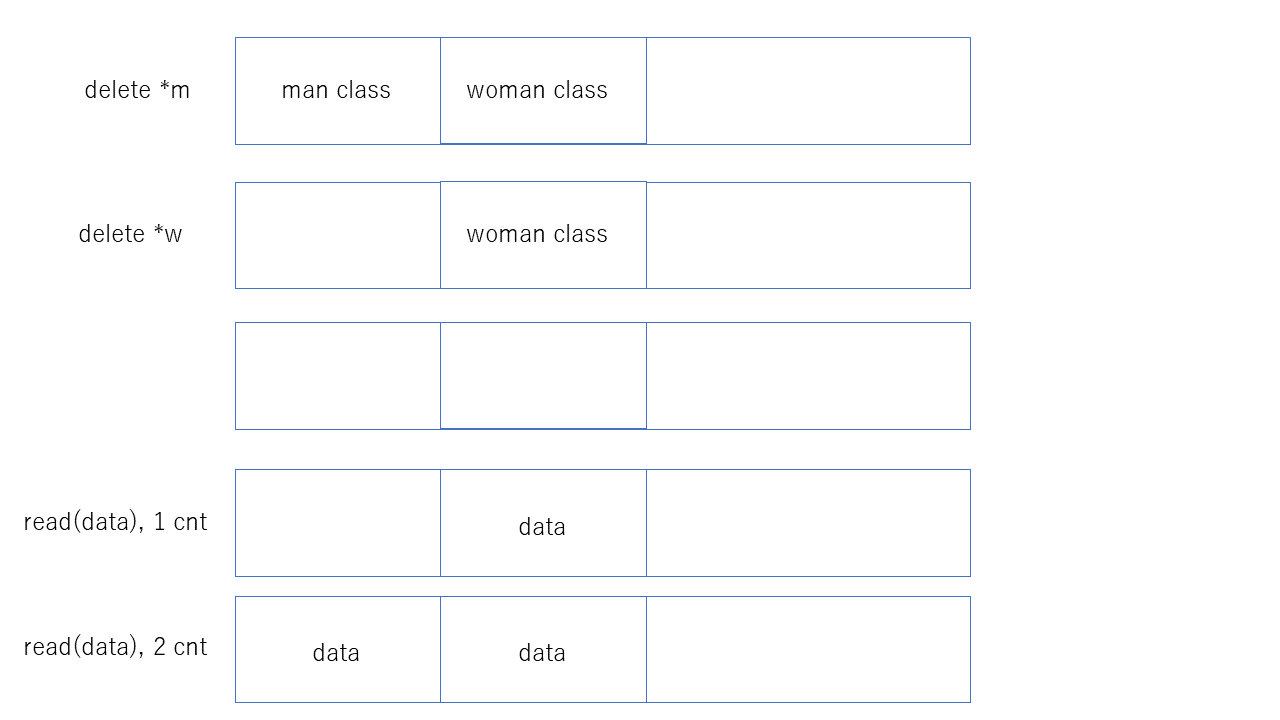 delete *m
man class
woman class
delete *w
woman class
read(data), 1 cnt
data
read(data), 2 cnt
data
data